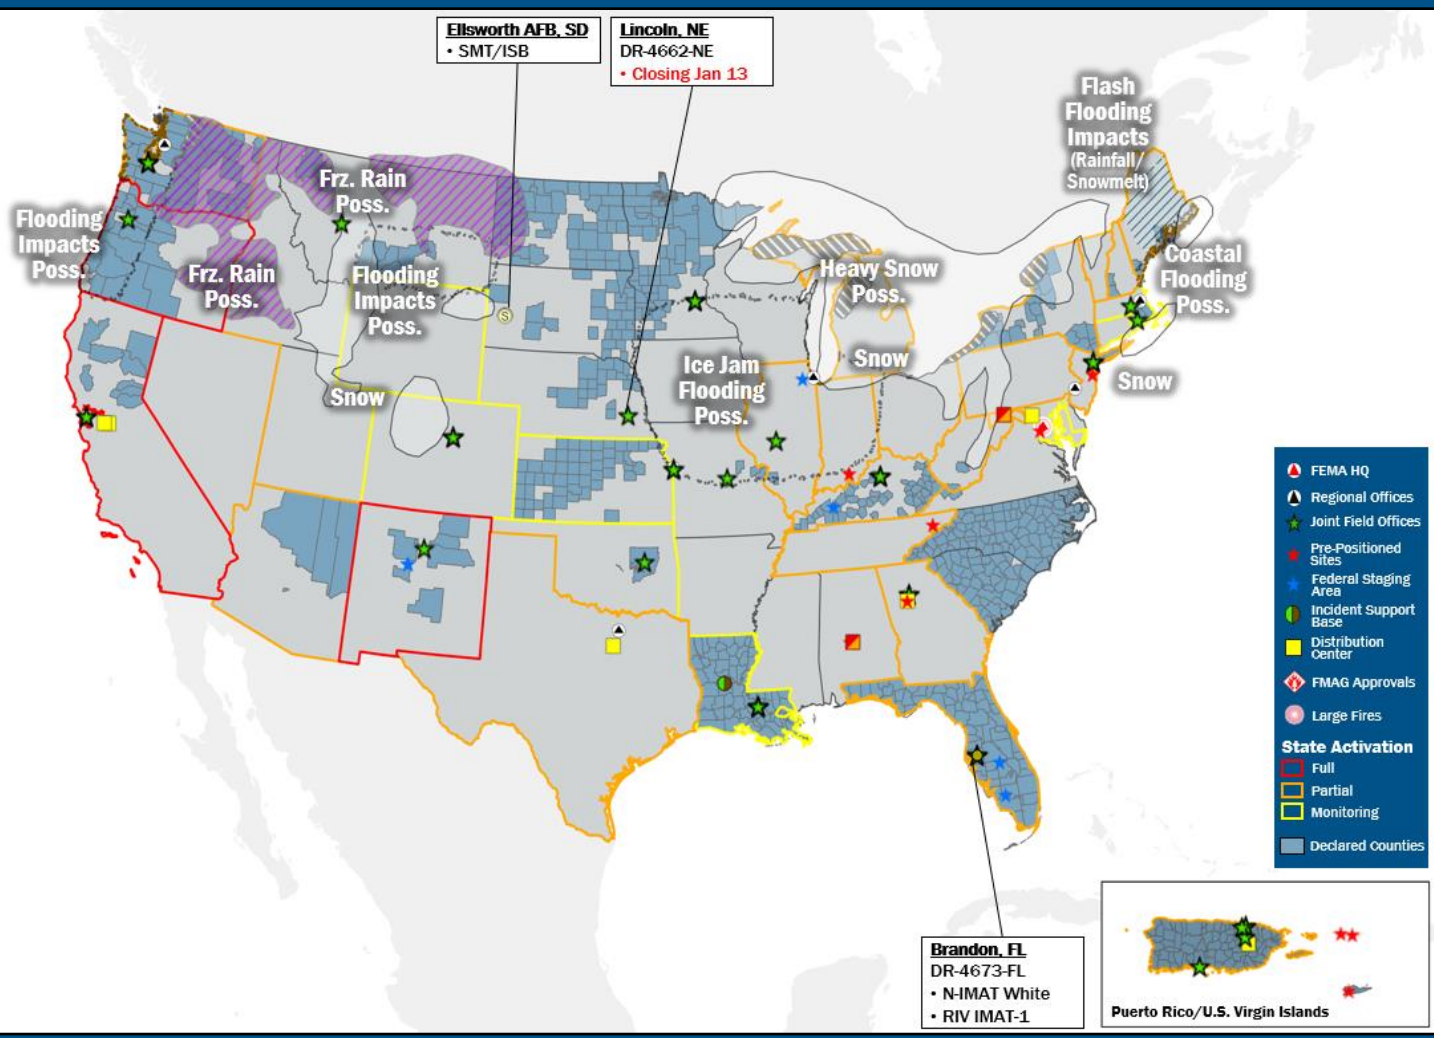 Ellsworth AFB, SD
• SMT/ISB
Lincoln, NE
DR-4662-NE
• Closing Jan 13
Flash
Flooding
Impacts
(Rainfall/
Snowmelt)
Frz. Rain
Poss.
Flooding
Impacts
Poss.
Frz. Rain
Poss.
Flooding
Impacts
Poss.
Heavy Snow
Poss.
Coastal
Flooding
Poss.
S
Ice Jam
Flooding
Poss.
Snow
Snow
Snow
FEMA HQ
Regional Offices
Joint Field Offices
Pre-Positioned
Sites
Federal Staging
Area
Incident Support
Base
Distribution
Center
FMAG Approvals
Large Fires
State Activation
Full
Partial
Monitoring
Declared Counties
Brandon, FL
DR-4673-FL
• N-IMAT White
• RIV IMAT-1
Puerto Rico/U.S. Virgin Islands